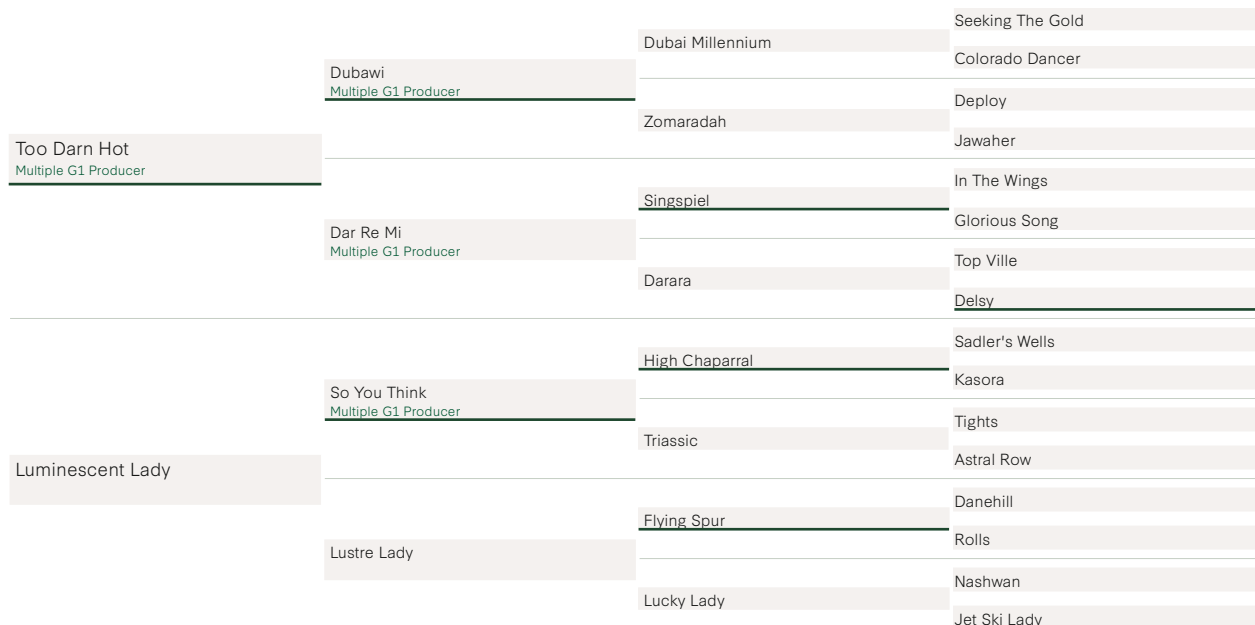 Too Darn Hot
Multiple G1 Producer
Luminescent Lady
Dubawi
Multiple G1 Producer
Dar Re Mi
Multiple G1 Producer
So You Think
Multiple G1 Producer
Lustre Lady
Dubai Millennium
Zomaradah
Singspiel
Darara
High Chaparral
Triassic
Flying Spur
Lucky Lady
Seeking The Gold
Colorado Dancer
Deploy
Jawaher
In The Wings
Glorious Song
Top Ville
Delsy
Sadler's Wells
Kasora
Tights
Astral Row
Danehill
Rolls
Nashwan
Jet Ski Lady